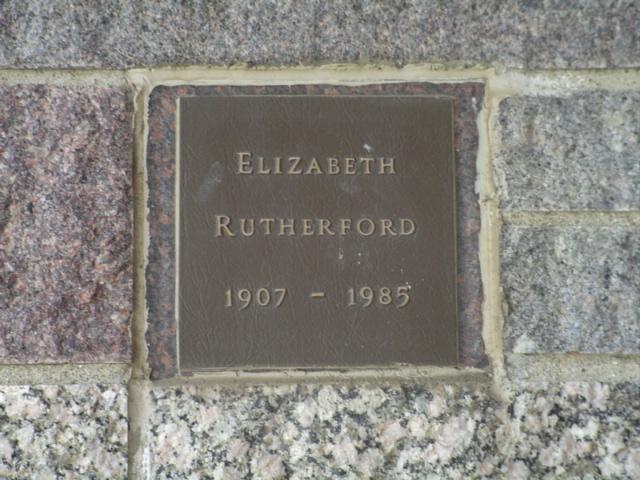 Elizabeth
Rutherford
1907 – 1985